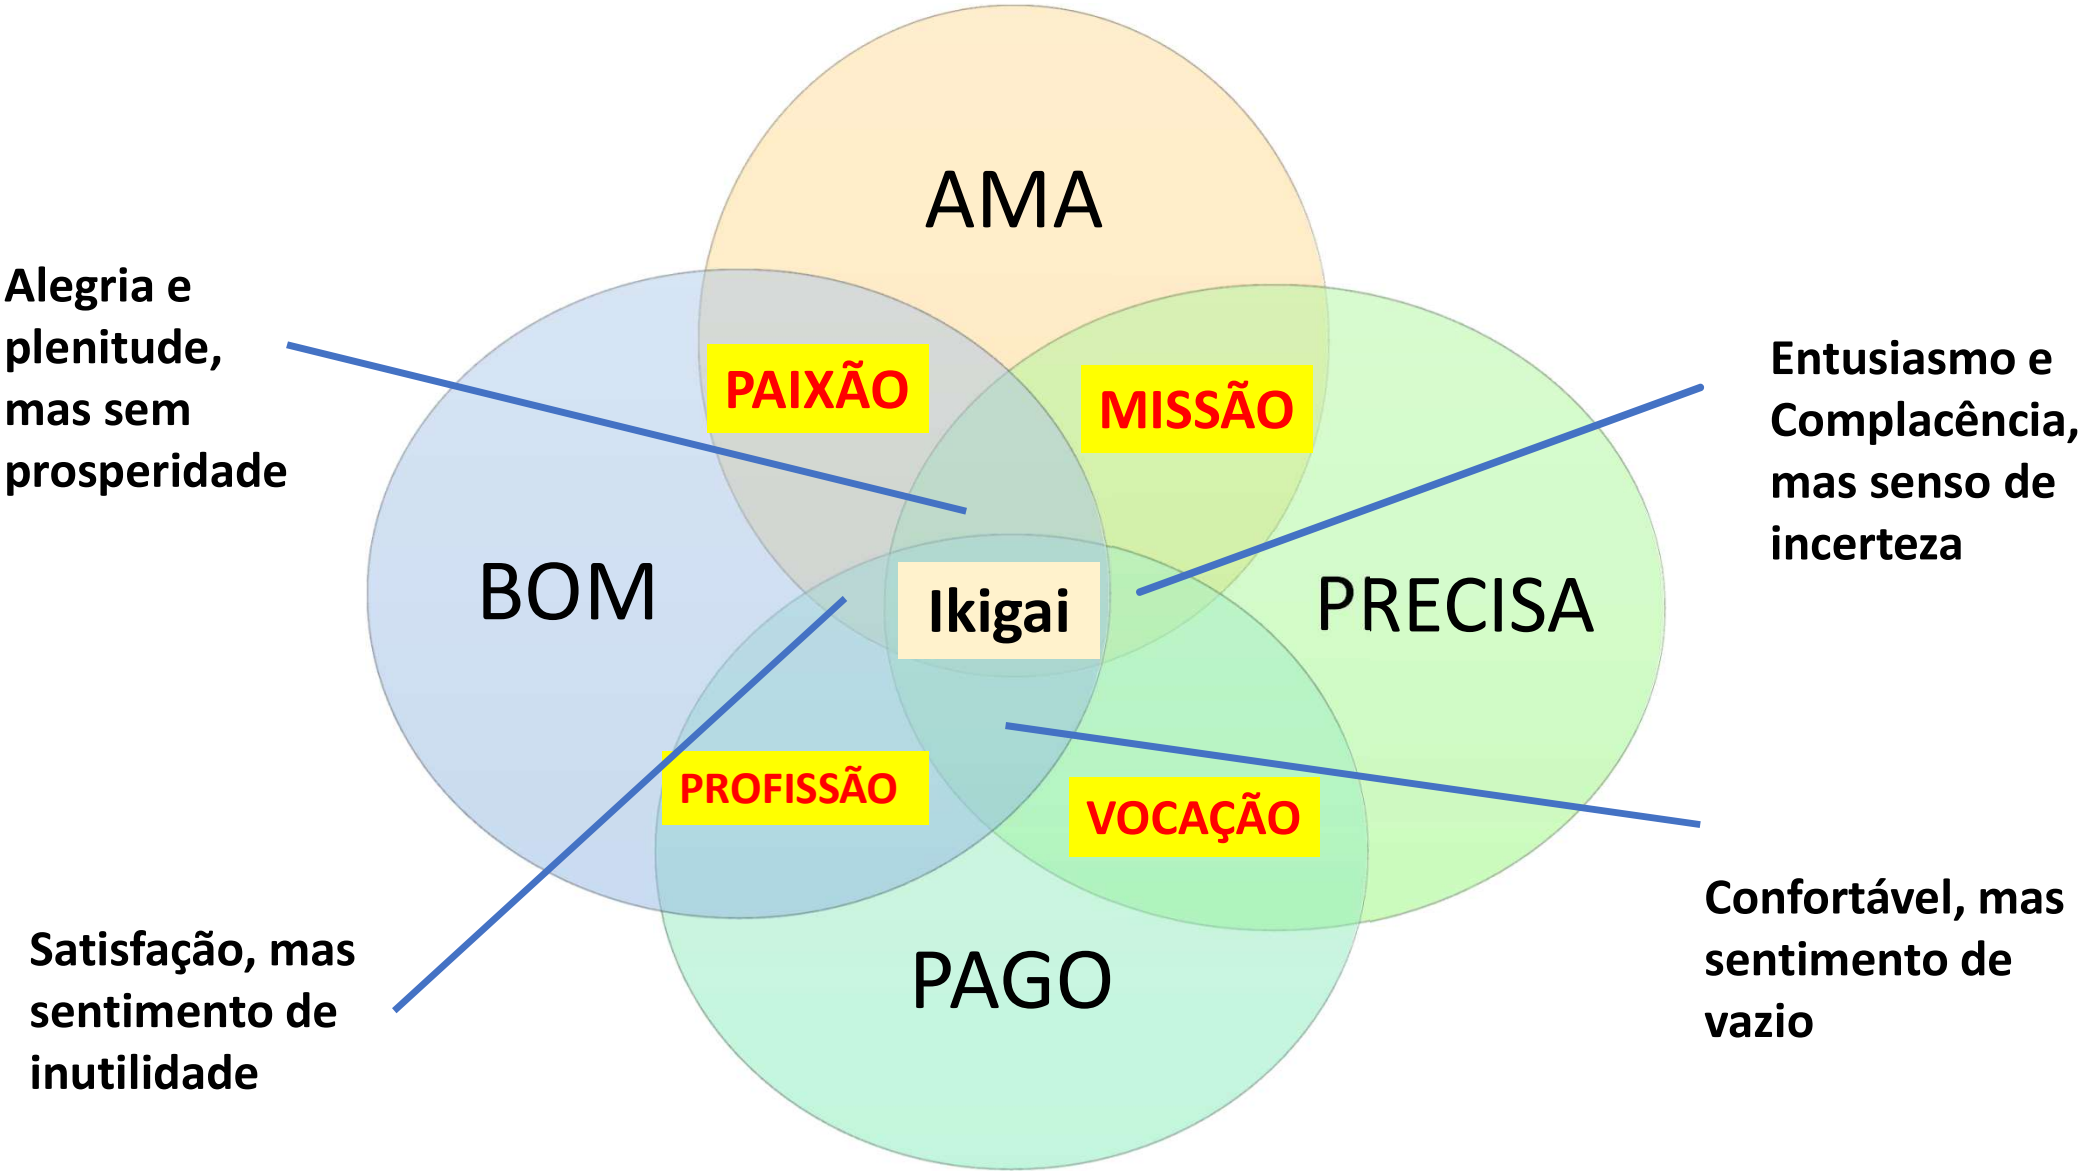 AMA
Alegria e
plenitude,
mas sem
prosperidade
PAIXÃO
MISSÃO
Entusiasmo e
Complacência,
mas senso de
incerteza
BOM
Ikigai
PRECISA
PROFISSÃO
VOCAÇÃO
Satisfação, mas
sentimento de
inutilidade
PAGO
Confortável, mas
sentimento de
vazio